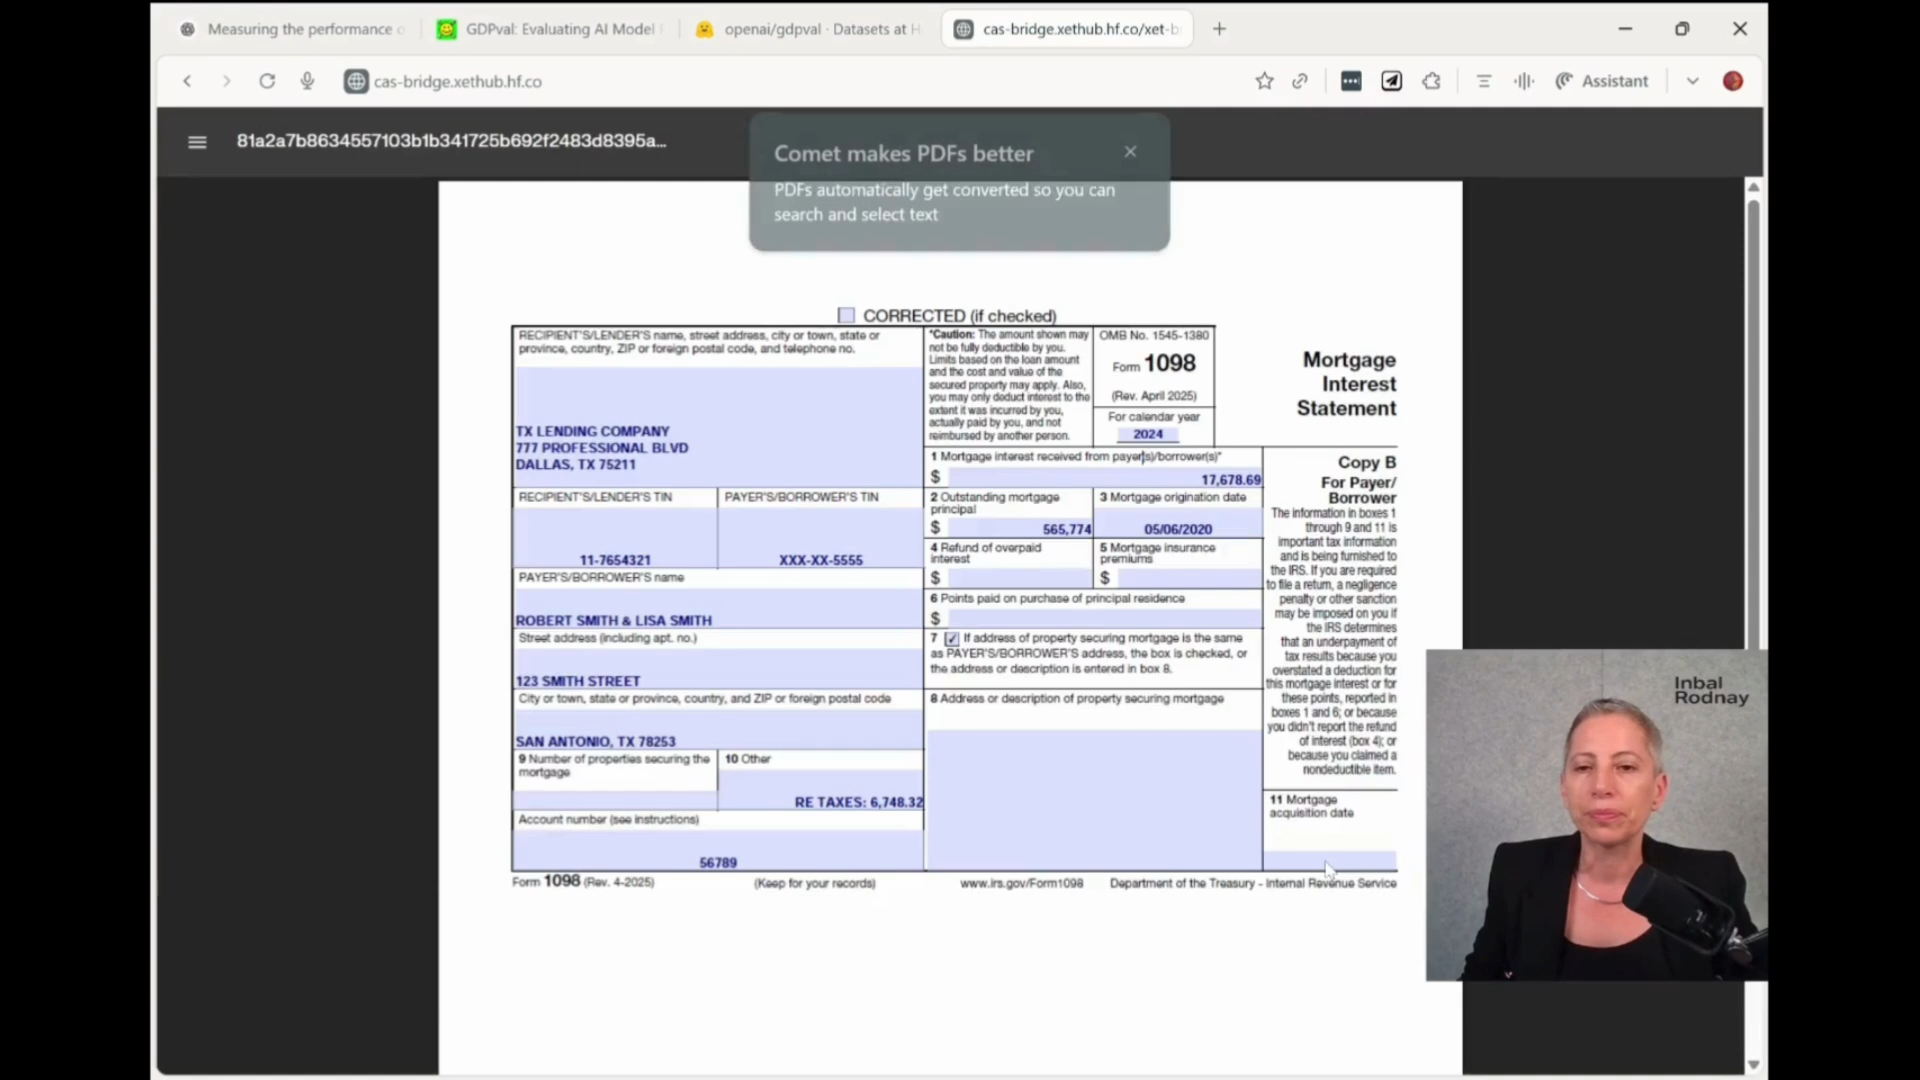 Measuring the performance o
GDPval: Evaluating AI Model
openai/gdpval · Datasets at H
cas-bridge.xethub.hf.co/xet-b
cas-bridge.xethub.hf.co
Assistant
81a2a7b8634557103b1b341725b692f2483d8395a...
Comet makes PDFs better
PDFs automatically get converted so you can
search and select text
CORRECTED (if checked)
RECIPIENT'S/LENDER'S name, street address, city or town, state or
province, country, ZIP or foreign postal code, and telephone no.
TX LENDING COMPANY
777 PROFESSIONAL BLVD
DALLAS, TX 75211
*Caution: The amount shown may
not be fully deductible by you.
Limits based on the loan amount
and the cost and value of the
secured property may apply. Also,
you may only deduct interest to the
extent it was incurred by you,
actually paid by you, and not
reimbursed by another person.
OMB No. 1545-1380
Form 1098
(Rev. April 2025)
For calendar year
2024
Mortgage
Interest
Statement
1 Mortgage interest received from payer(s)/borrower(s)*
$ 17,678.69
RECIPIENT'S/LENDER'S TIN
11-7654321
PAYER'S/BORROWER'S TIN
XXX-XX-5555
2 Outstanding mortgage
principal
$ 565,774
3 Mortgage origination date
05/06/2020
4 Refund of overpaid
interest
$
5 Mortgage insurance
premiums
$
PAYER'S/BORROWER'S name
ROBERT SMITH & LISA SMITH
6 Points paid on purchase of principal residence
$
Street address (including apt. no.)
123 SMITH STREET
7 If address of property securing mortgage is the same
as PAYER'S/BORROWER'S address, the box is checked, or
the address or description is entered in box 8.
City or town, state or province, country, and ZIP or foreign postal code
SAN ANTONIO, TX 78253
8 Address or description of property securing mortgage
9 Number of properties securing the
mortgage
10 Other
RE TAXES: 6,748.32
Account number (see instructions)
56789
Copy B
For Payer/
Borrower
The information in boxes 1
through 9 and 11 is
important tax information
and is being furnished to
the IRS. If you are required
to file a return, a negligence
penalty or other sanction
may be imposed on you if
the IRS determines
that an underpayment of
tax results because you
overstated a deduction for
this mortgage interest or for
these points, reported in
boxes 1 and 6; or because
you didn't report the refund
of interest (box 4); or
because you claimed a
nondeductible item.
11 Mortgage
acquisition date
Form 1098 (Rev. 4-2025)
(Keep for your records)
www.irs.gov/Form1098
Department of the Treasury - Internal Revenue Service
Inbal
Rodnay